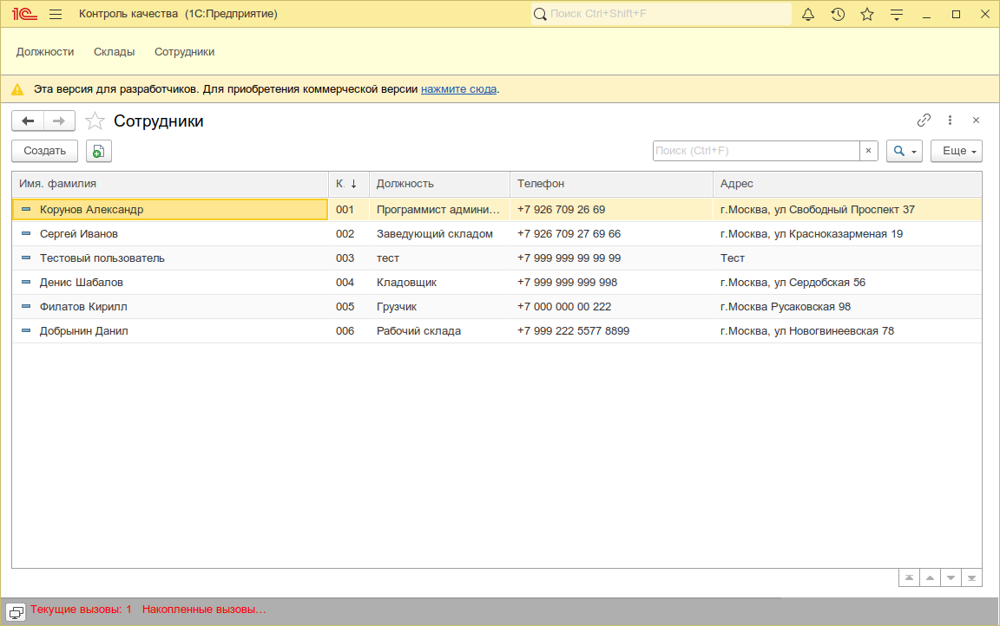 1С Контроль качества (1С:Предприятие) Поиск Ctrl+Shift+F
Должности Склады Сотрудники
Эта версия для разработчиков. Для приобретения коммерческой версии нажмите сюда.
Сотрудники
Создать Поиск (Ctrl+F) × Еще
Имя. фамилия К. ↓ Должность Телефон Адрес
Корунов Александр 001 Программист админи... +7 926 709 26 69 г.Москва, ул Свободный Проспект 37
Сергей Иванов 002 Заведующий складом +7 926 709 27 69 66 г.Москва, ул Красноказарменая 19
Тестовый пользователь 003 тест +7 999 999 99 99 99 Тест
Денис Шабалов 004 Кладовщик +7 999 999 999 998 г.Москва, ул Сердобская 56
Филатов Кирилл 005 Грузчик +7 000 000 00 222 г.Москва Русаковская 98
Добрынин Данил 006 Рабочий склада +7 999 222 5577 8899 г.Москва, ул Новогвинеевская 78
Текущие вызовы: 1 Накопленные вызовы...